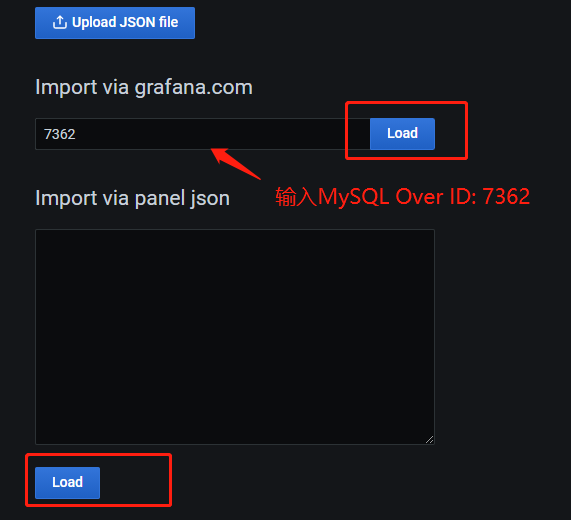 Upload JSON file
Import via grafana.com
7362
Load
输入MySQL Over ID: 7362
Import via panel json
Load